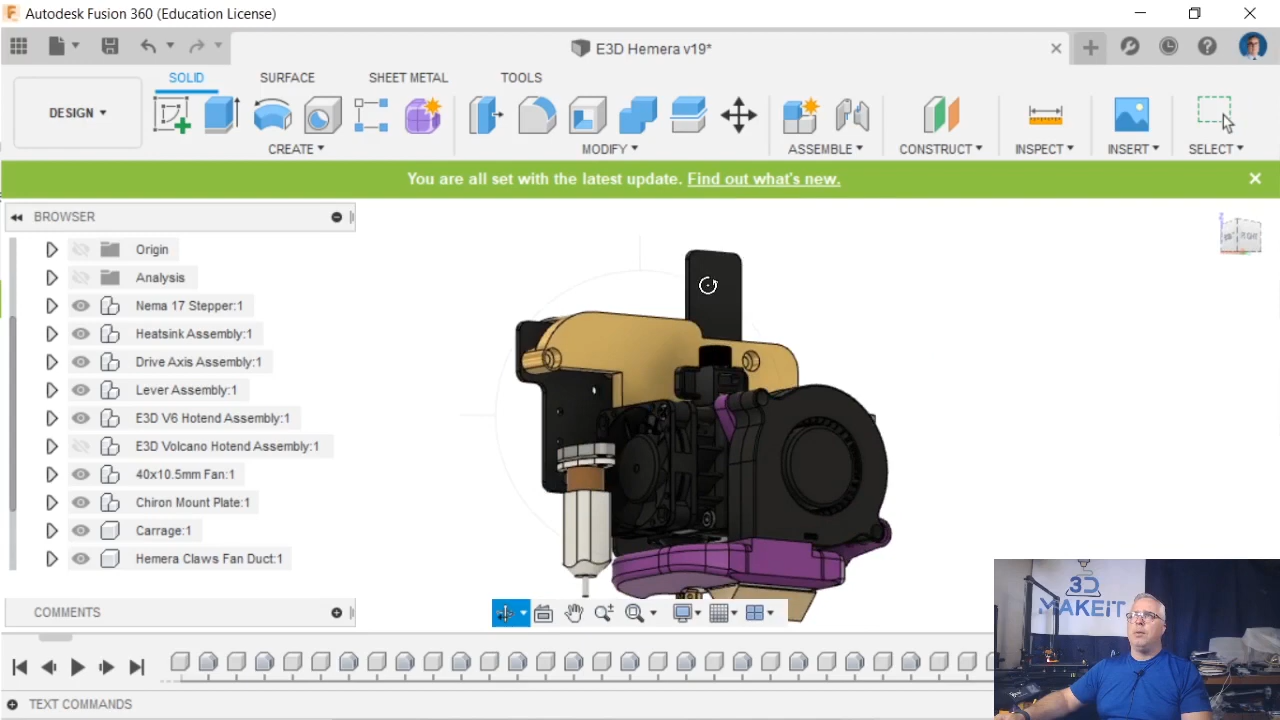 Autodesk Fusion 360 (Education License)
E3D Hemera v19*
DESIGN
SOLID
SURFACE
SHEET METAL
TOOLS
CREATE
MODIFY
ASSEMBLE
CONSTRUCT
INSPECT
INSERT
SELECT
You are all set with the latest update. Find out what's new.
BROWSER
Origin
Analysis
Nema 17 Stepper:1
Heatsink Assembly:1
Drive Axis Assembly:1
Lever Assembly:1
E3D V6 Hotend Assembly:1
E3D Volcano Hotend Assembly:1
40x10.5mm Fan:1
Chiron Mount Plate:1
Carrage:1
Hemera Claws Fan Duct:1
RIGHT
COMMENTS
TEXT COMMANDS
3D
MAKEiT